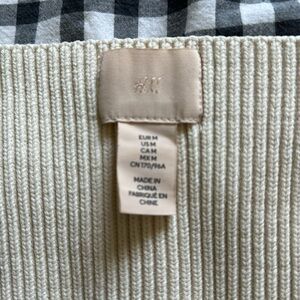 H&M
EUR M
US M
CA M
MX M
CN 170/96A
MADE IN
CHINA
FABRIQUÉ EN
CHINE